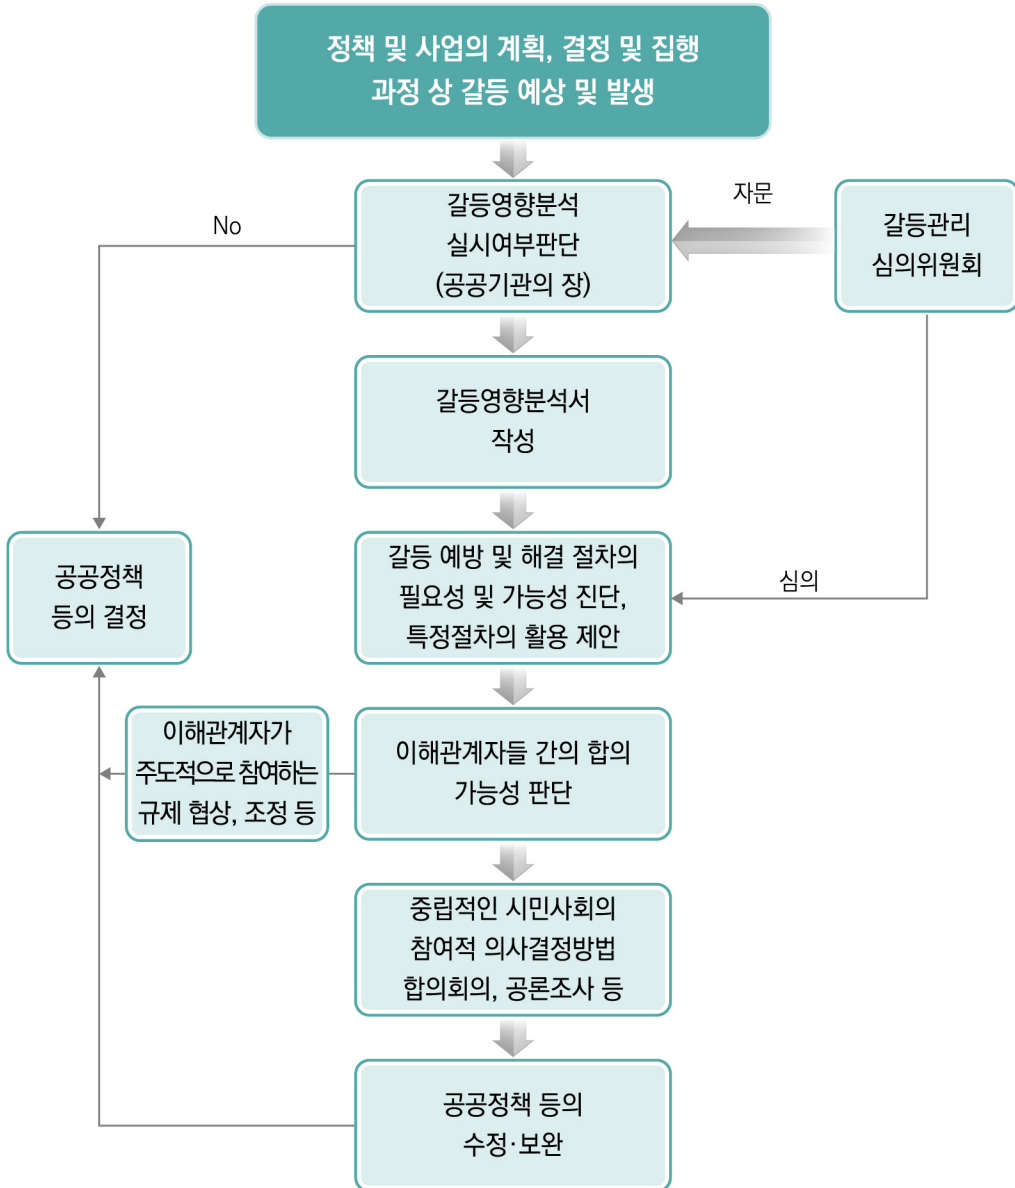 정책 및 사업의 계획, 결정 및 집행
과정 상 갈등 예상 및 발생
갈등영향분석
실시여부판단
(공공기관의 장)
No
자문
갈등관리
심의위원회
갈등영향분석서
작성
갈등 예방 및 해결 절차의
필요성 및 가능성 진단,
특정절차의 활용 제안
심의
공공정책
등의 결정
이해관계자가
주도적으로 참여하는
규제 협상, 조정 등
이해관계자들 간의 합의
가능성 판단
중립적인 시민사회의
참여적 의사결정방법
합의회의, 공론조사 등
공공정책 등의
수정·보완